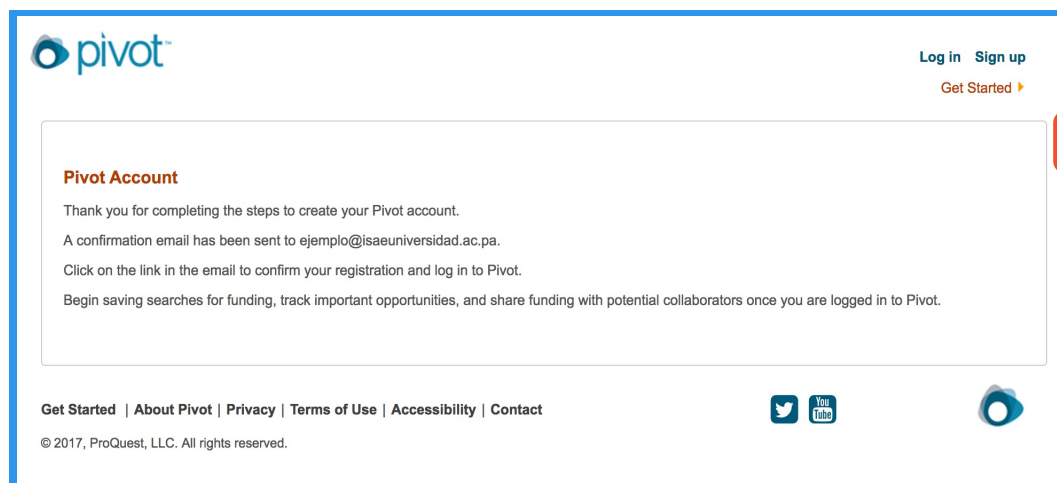 pivot™
Log in Sign up
Get Started
Pivot Account
Thank you for completing the steps to create your Pivot account.
A confirmation email has been sent to ejemplo@isaeuniversidad.ac.pa.
Click on the link in the email to confirm your registration and log in to Pivot.
Begin saving searches for funding, track important opportunities, and share funding with potential collaborators once you are logged in to Pivot.
Get Started | About Pivot | Privacy | Terms of Use | Accessibility | Contact
You
Tube
© 2017, ProQuest, LLC. All rights reserved.